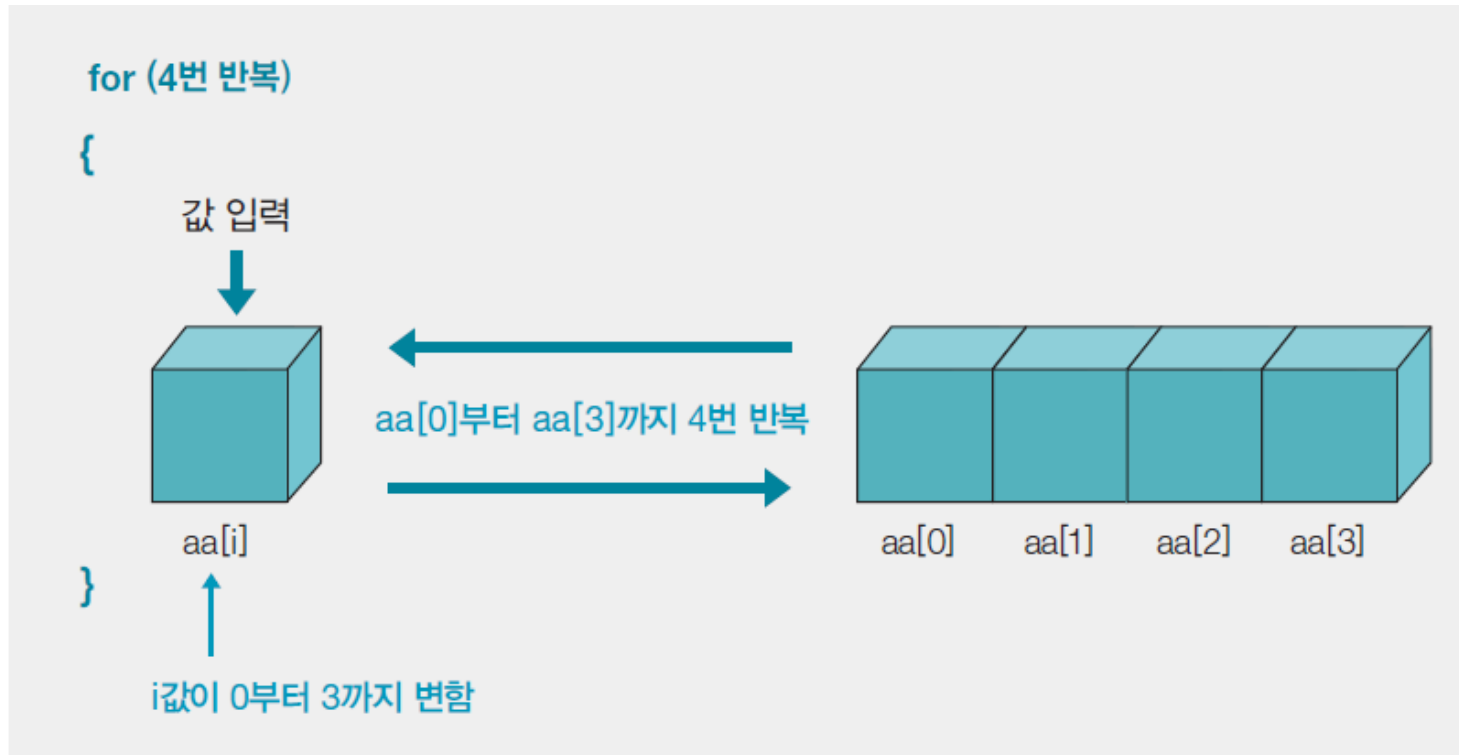 for (4번 반복)
{
값 입력
aa[0]부터 aa[3]까지 4번 반복
aa[i]
aa[0] aa[1] aa[2] aa[3]
}
i값이 0부터 3까지 변함